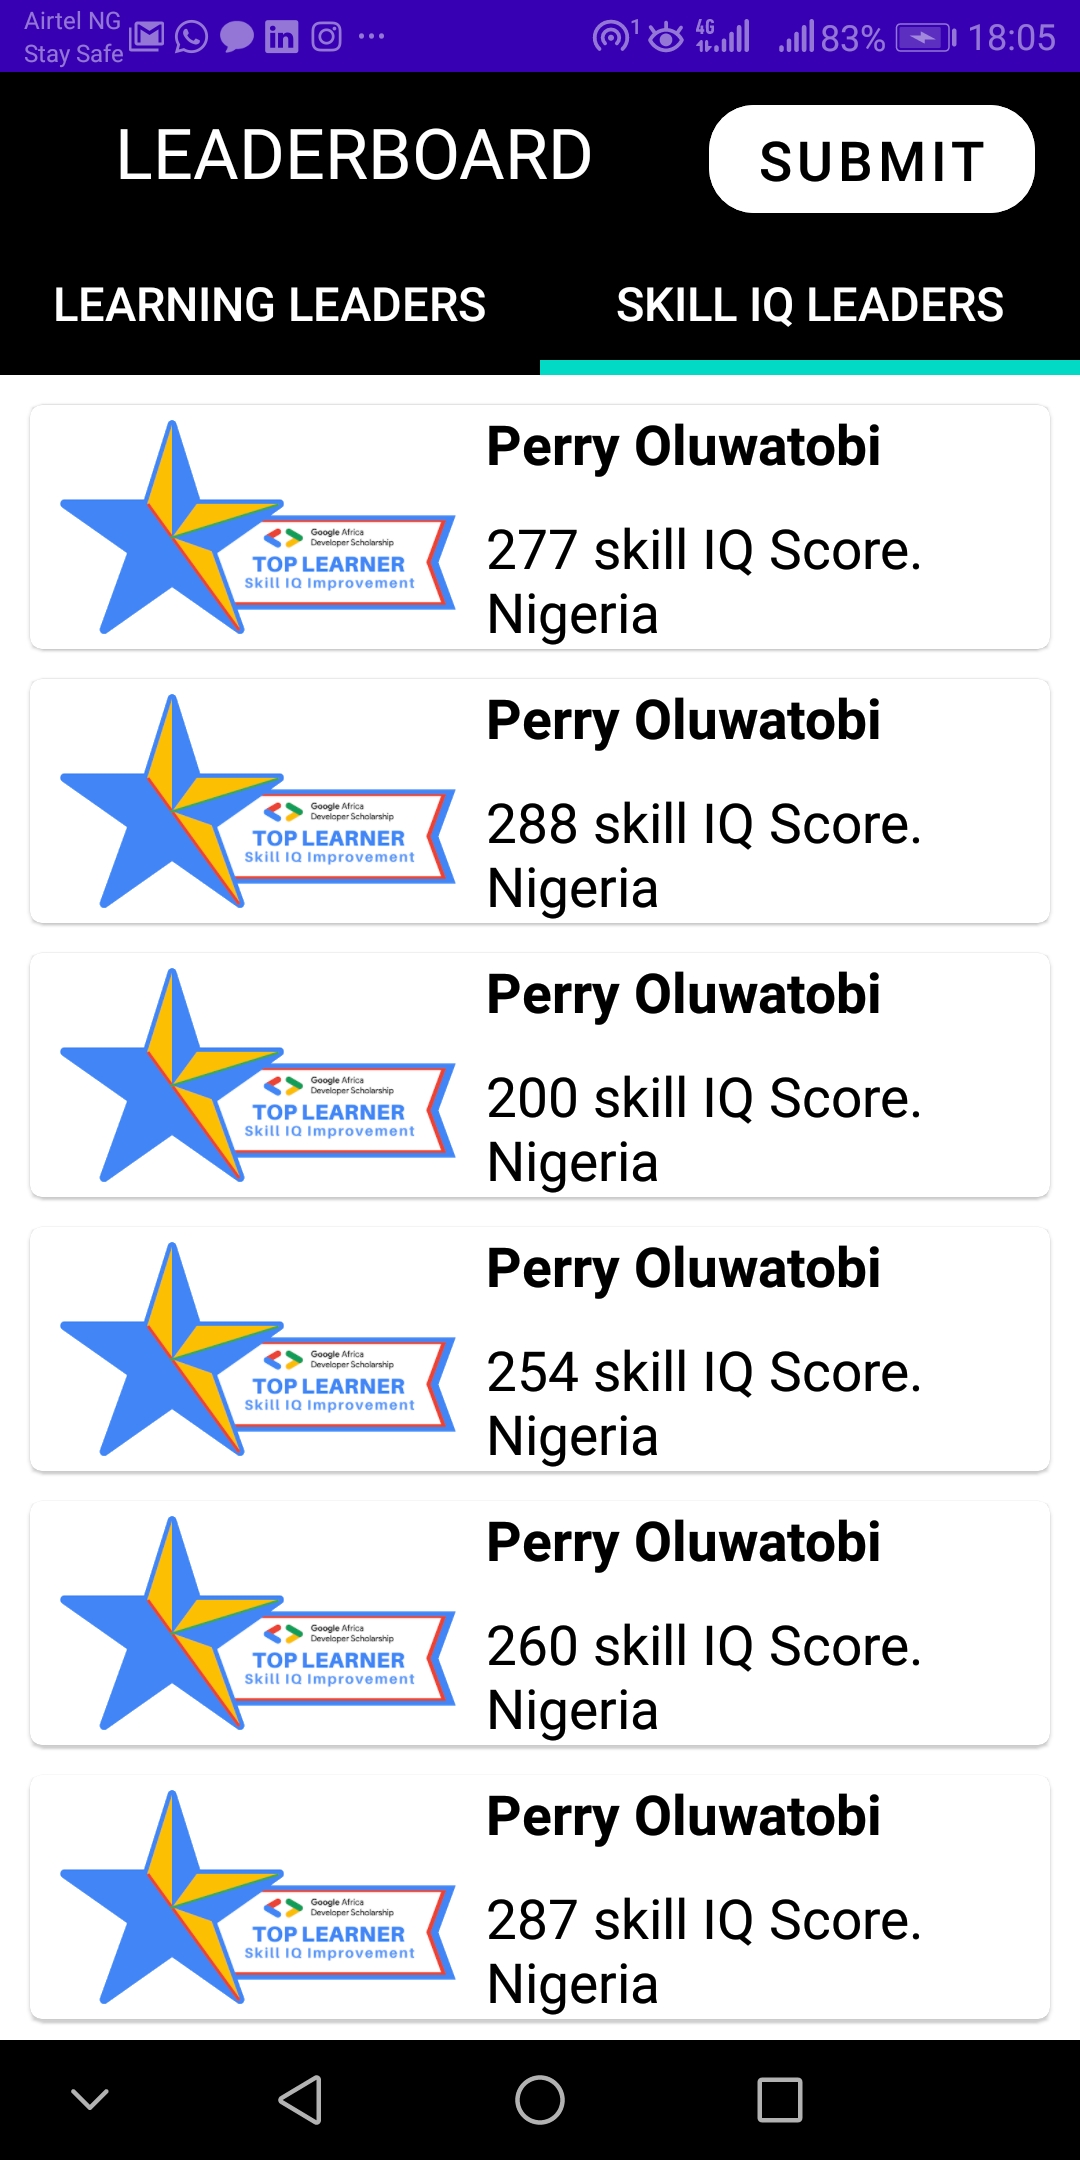 Airtel NG
Stay Safe
1 4G 83% 18:05
LEADERBOARD
SUBMIT
LEARNING LEADERS
SKILL IQ LEADERS
Perry Oluwatobi
Google Africa
Developer Scholarship
TOP LEARNER
Skill IQ Improvement
277 skill IQ Score.
Nigeria
Perry Oluwatobi
Google Africa
Developer Scholarship
TOP LEARNER
Skill IQ Improvement
288 skill IQ Score.
Nigeria
Perry Oluwatobi
Google Africa
Developer Scholarship
TOP LEARNER
Skill IQ Improvement
200 skill IQ Score.
Nigeria
Perry Oluwatobi
Google Africa
Developer Scholarship
TOP LEARNER
Skill IQ Improvement
254 skill IQ Score.
Nigeria
Perry Oluwatobi
Google Africa
Developer Scholarship
TOP LEARNER
Skill IQ Improvement
260 skill IQ Score.
Nigeria
Perry Oluwatobi
Google Africa
Developer Scholarship
TOP LEARNER
Skill IQ Improvement
287 skill IQ Score.
Nigeria